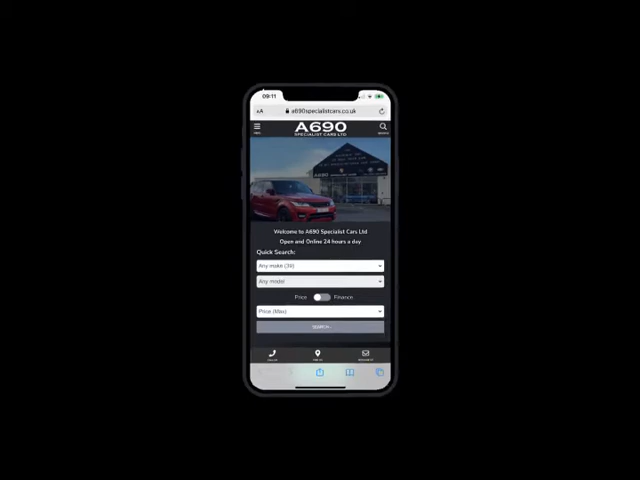 09:11
AA
a690specialistcars.co.uk
A690
SPECIALIST CARS LTD
Welcome to A690 Specialist Cars Ltd
Open and Online 24 hours a day
Quick Search:
Any make (39)
Any model
Price Finance
Price (Max)
SEARCH